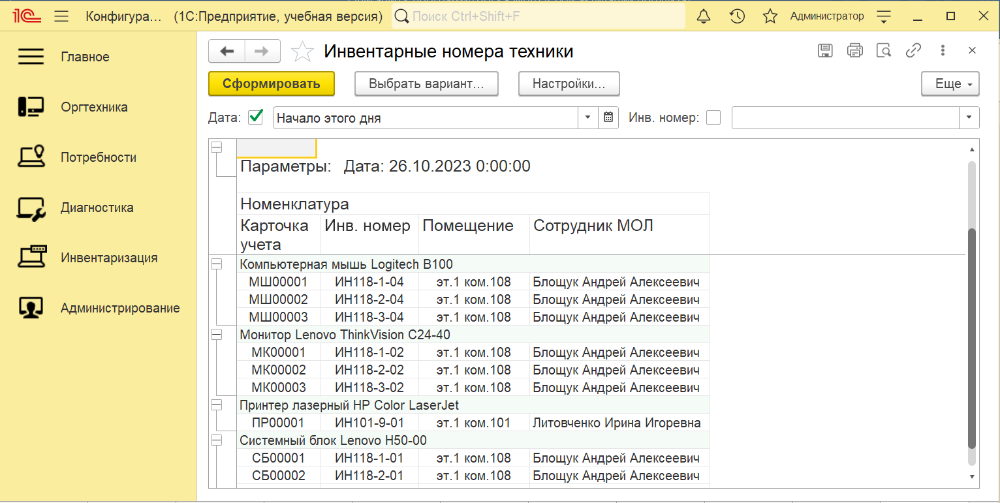 1С Конфигура... (1С:Предприятие, учебная версия) Поиск Ctrl+Shift+F Администратор
Главное
Оргтехника
Потребности
Диагностика
Инвентаризация
Администрирование
Инвентарные номера техники
Сформировать Выбрать вариант... Настройки... Еще
Дата: Начало этого дня Инв. номер:
Параметры: Дата: 26.10.2023 0:00:00
Номенклатура
Карточка учета Инв. номер Помещение Сотрудник МОЛ
Компьютерная мышь Logitech B100
МШ00001 ИН118-1-04 эт.1 ком.108 Блощук Андрей Алексеевич
МШ00002 ИН118-2-04 эт.1 ком.108 Блощук Андрей Алексеевич
МШ00003 ИН118-3-04 эт.1 ком.108 Блощук Андрей Алексеевич
Монитор Lenovo ThinkVision C24-40
МК00001 ИН118-1-02 эт.1 ком.108 Блощук Андрей Алексеевич
МК00002 ИН118-2-02 эт.1 ком.108 Блощук Андрей Алексеевич
МК00003 ИН118-3-02 эт.1 ком.108 Блощук Андрей Алексеевич
Принтер лазерный HP Color LaserJet
ПР00001 ИН101-9-01 эт.1 ком.101 Литовченко Ирина Игоревна
Системный блок Lenovo H50-00
СБ00001 ИН118-1-01 эт.1 ком.108 Блощук Андрей Алексеевич
СБ00002 ИН118-2-01 эт.1 ком.108 Блощук Андрей Алексеевич